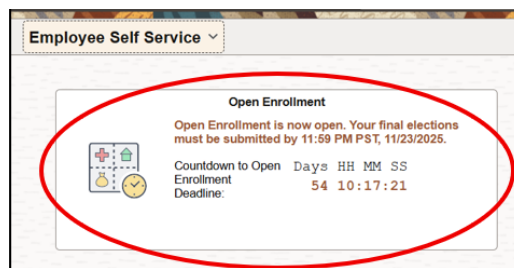 Employee Self Service
Open Enrollment
Open Enrollment is now open. Your final elections
must be submitted by 11:59 PM PST, 11/23/2025.
Countdown to Open Enrollment Deadline:
Days HH MM SS
54 10:17:21